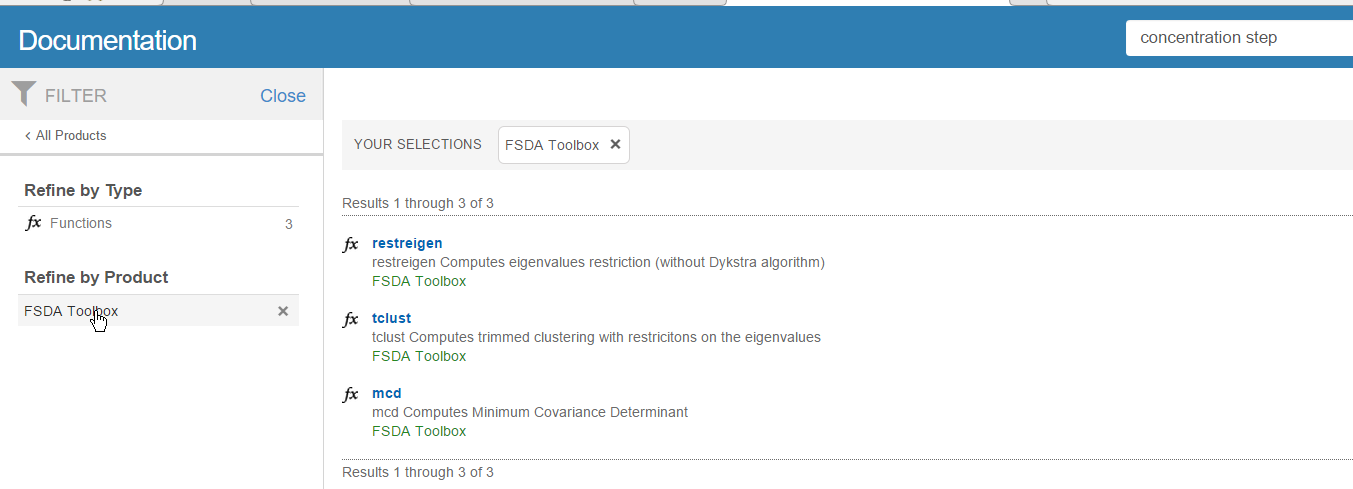 Documentation
concentration step
FILTER
Close
< All Products
Refine by Type
fx Functions 3
Refine by Product
FSDA Toolbox ×
YOUR SELECTIONS FSDA Toolbox ×
Results 1 through 3 of 3
fx restreigen
restreigen Computes eigenvalues restriction (without Dykstra algorithm)
FSDA Toolbox
fx tclust
tclust Computes trimmed clustering with restricitons on the eigenvalues
FSDA Toolbox
fx mcd
mcd Computes Minimum Covariance Determinant
FSDA Toolbox
Results 1 through 3 of 3